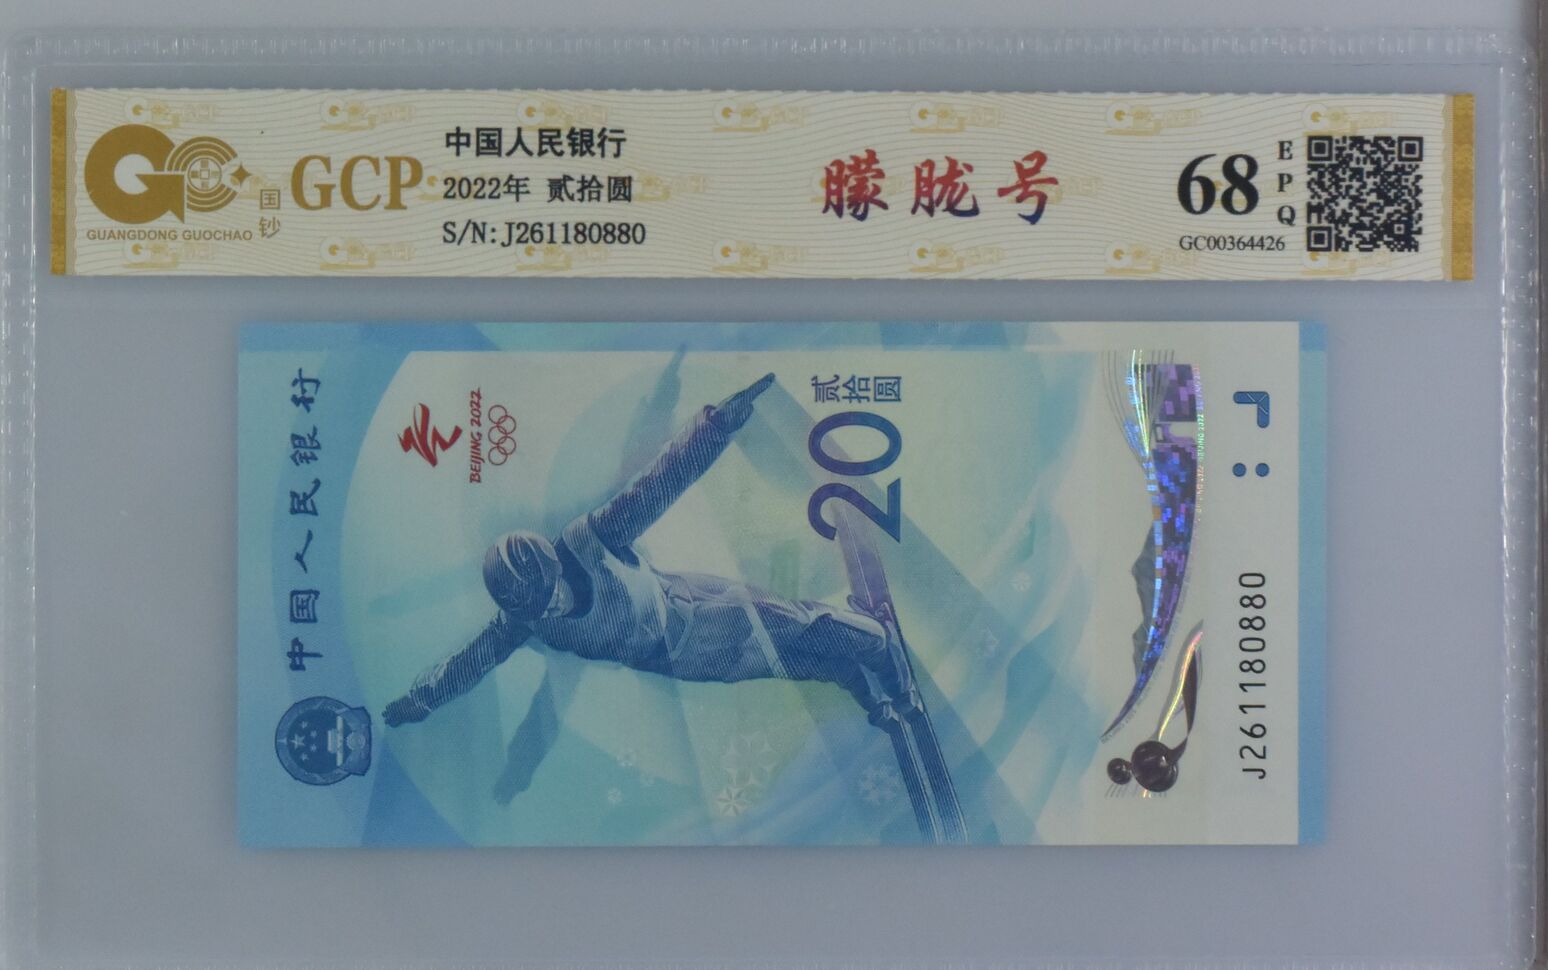 GUANGDONG GUOCHAO
国钞
GCP
中国人民银行
2022年 贰拾圆
S/N:J261180880
朦胧号
68
EPQ
GC00364426
中国人民银行
BEIJING 2022
贰拾圆
20
J261180880